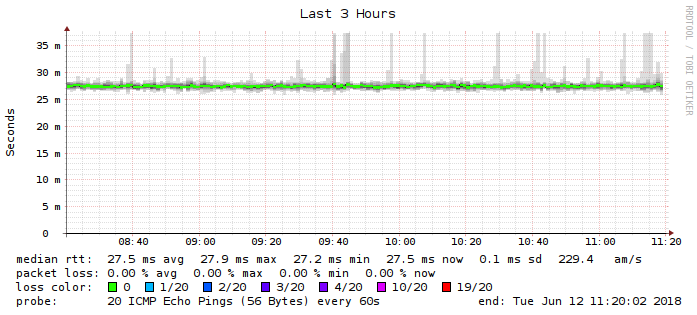 Last 3 Hours
RRDTOOL / TOBI OETIKER
Seconds
35 m
30 m
25 m
20 m
15 m
10 m
5 m
0
08:40 09:00 09:20 09:40 10:00 10:20 10:40 11:00 11:20
median rtt: 27.5 ms avg 27.9 ms max 27.2 ms min 27.5 ms now 0.1 ms sd 229.4 am/s
packet loss: 0.00 % avg 0.00 % max 0.00 % min 0.00 % now
loss color: 0 1/20 2/20 3/20 4/20 10/20 19/20
probe: 20 ICMP Echo Pings (56 Bytes) every 60s end: Tue Jun 12 11:20:02 2018